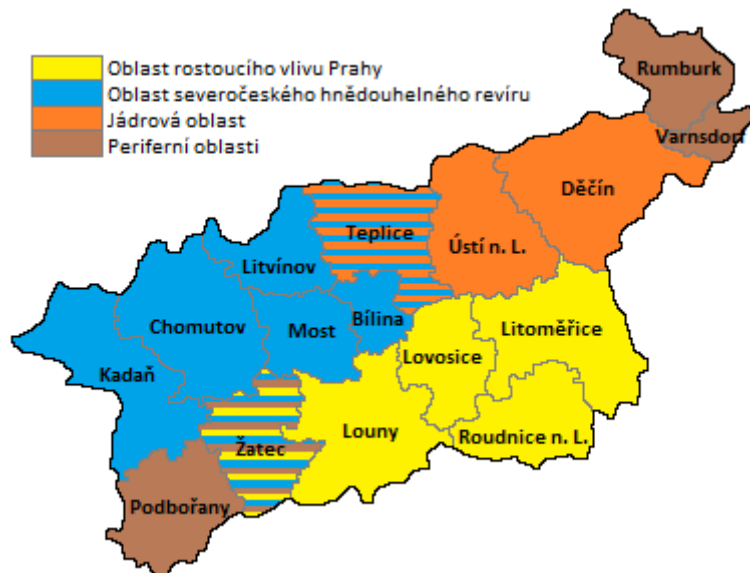 Oblast rostoucího vlivu Prahy
Oblast severočeského hnědouhelného revíru
Jádrová oblast
Periferní oblasti
Rumburk
Varnsdorf
Děčín
Teplice
Ústí n. L.
Litvínov
Chomutov
Most
Bílina
Litoměřice
Lovosice
Kadaň
Louny
Roudnice n. L.
Žatec
Podbořany